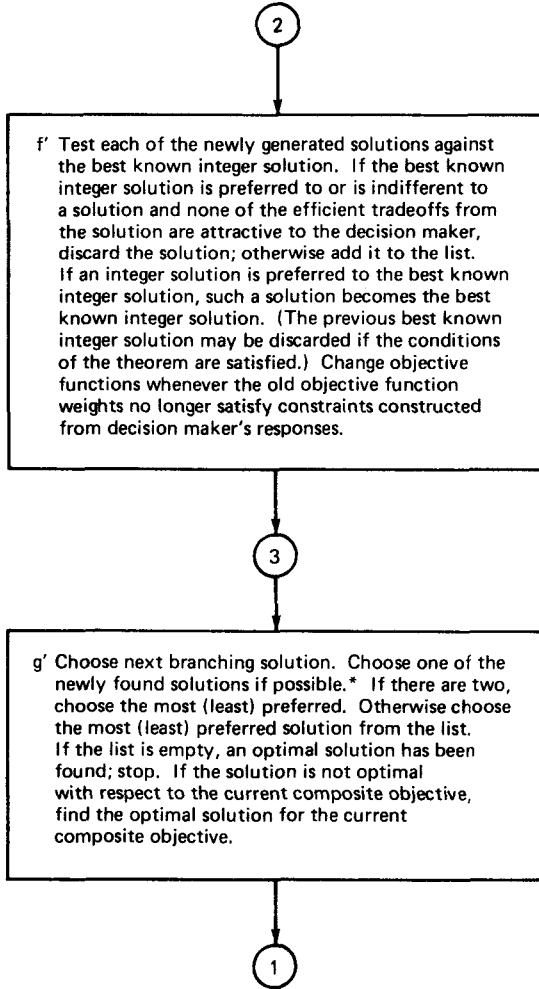 2
f' Test each of the newly generated solutions against
the best known integer solution. If the best known
integer solution is preferred to or is indifferent to
a solution and none of the efficient tradeoffs from
the solution are attractive to the decision maker,
discard the solution; otherwise add it to the list.
If an integer solution is preferred to the best known
integer solution, such a solution becomes the best
known integer solution. (The previous best known
integer solution may be discarded if the conditions
of the theorem are satisfied.) Change objective
functions whenever the old objective function
weights no longer satisfy constraints constructed
from decision maker's responses.
3
g' Choose next branching solution. Choose one of the
newly found solutions if possible.* If there are two,
choose the most (least) preferred. Otherwise choose
the most (least) preferred solution from the list.
If the list is empty, an optimal solution has been
found; stop. If the solution is not optimal
with respect to the current composite objective,
find the optimal solution for the current
composite objective.
1